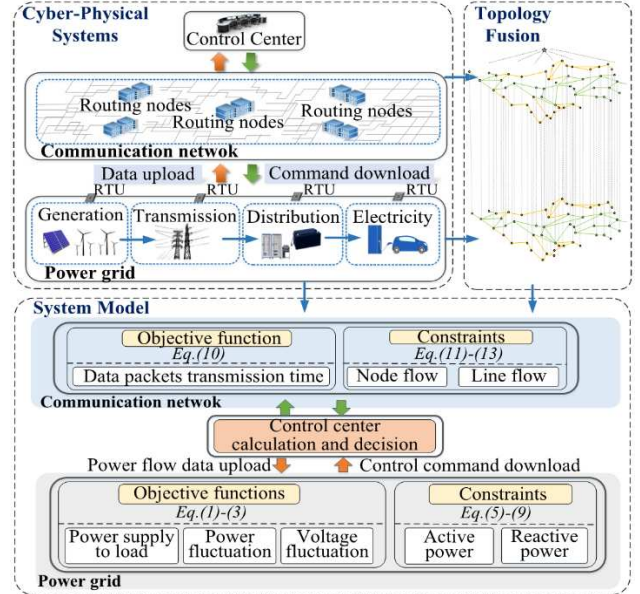 Cyber-Physical
Systems
Control Center
Topology
Fusion
Routing nodes
Routing nodes
Routing nodes
Communication netwok
Data upload
Command download
RTU
RTU
RTU
RTU
Generation
Transmission
Distribution
Electricity
Power grid
System Model
Objective function
Eq.(10)
Data packets transmission time
Constraints
Eq.(11)-(13)
Node flow
Line flow
Communication netwok
Control center
calculation and decision
Power flow data upload
Control command download
Objective functions
Eq.(1)-(3)
Power supply
to load
Power
fluctuation
Voltage
fluctuation
Constraints
Eq.(5)-(9)
Active
power
Reactive
power
Power grid